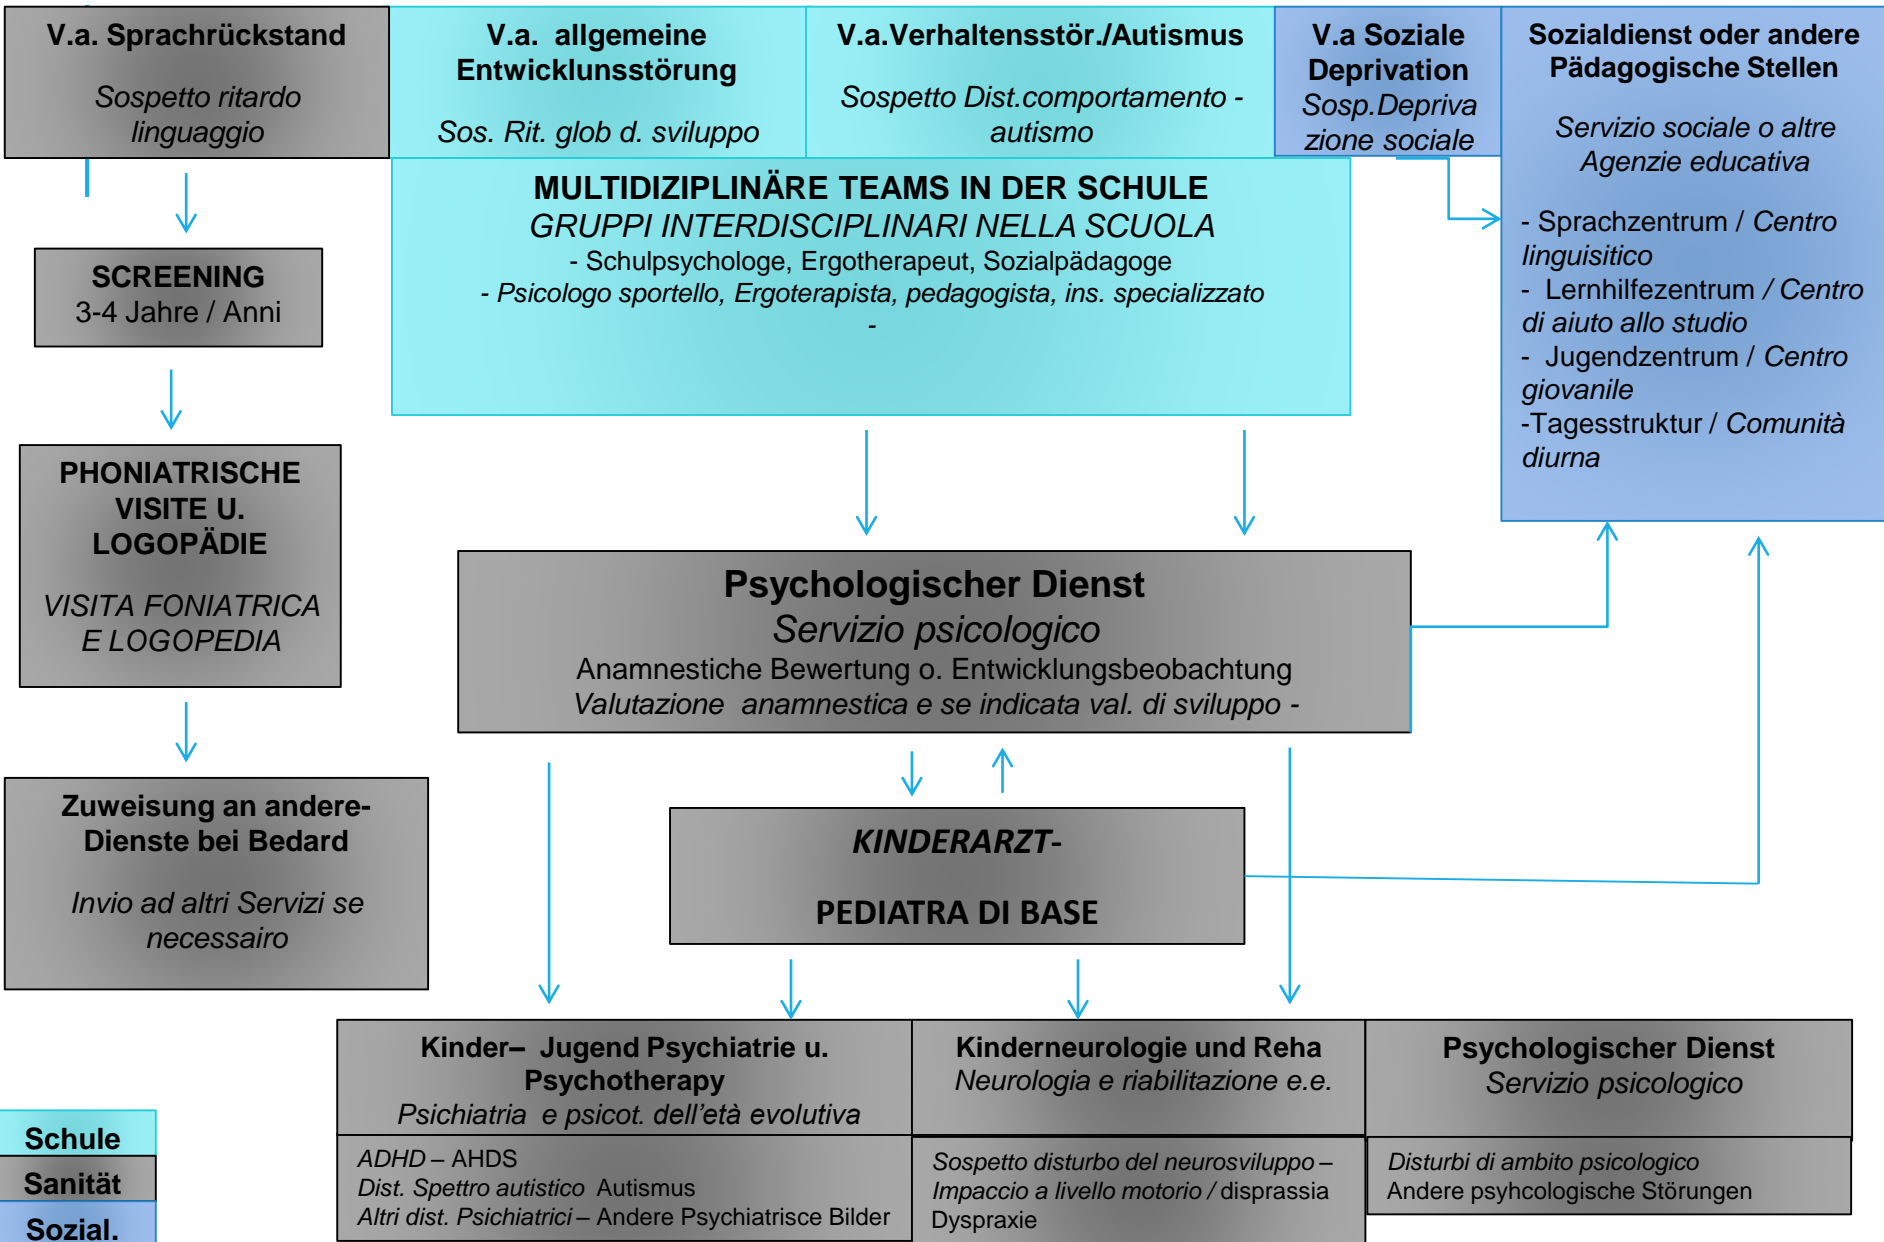 V.a. Sprachrückstand
Sospetto ritardo
linguaggio
V.a. allgemeine
Entwicklunsstörung
Sos. Rit. glob d. sviluppo
V.a.Verhaltensstör./Autismus
Sospetto Dist.comportamento -
autismo
V.a Soziale
Deprivation
Sosp.Depriva
zione sociale
Sozialdienst oder andere
Pädagogische Stellen
Servizio sociale o altre
Agenzie educativa
- Sprachzentrum / Centro
linguisitico
- Lernhilfezentrum / Centro
di aiuto allo studio
- Jugendzentrum / Centro
giovanile
-Tagesstruktur / Comunità
diurna
MULTIDIZIPLINÄRE TEAMS IN DER SCHULE
GRUPPI INTERDISCIPLINARI NELLA SCUOLA
- Schulpsychologe, Ergotherapeut, Sozialpädagoge
- Psicologo sportello, Ergoterapista, pedagogista, ins. specializzato
-
SCREENING
3-4 Jahre / Anni
PHONIATRISCHE
VISITE U.
LOGOPÄDIE
VISITA FONIATRICA
E LOGOPEDIA
Psychologischer Dienst
Servizio psicologico
Anamnestiche Bewertung o. Entwicklungsbeobachtung
Valutazione anamnestica e se indicata val. di sviluppo -
Zuweisung an andere-
Dienste bei Bedard
Invio ad altri Servizi se
necessairo
KINDERARZT-
PEDIATRA DI BASE
Kinder– Jugend Psychiatrie u.
Psychotherapy
Psichiatria e psicot. dell'età evolutiva
ADHD – AHDS
Dist. Spettro autistico Autismus
Altri dist. Psichiatrici – Andere Psychiatrisce Bilder
Kinderneurologie und Reha
Neurologia e riabilitazione e.e.
Sospetto disturbo del neurosviluppo –
Impaccio a livello motorio / disprassia
Dyspraxie
Psychologischer Dienst
Servizio psicologico
Disturbi di ambito psicologico
Andere psyhcologische Störungen
Schule
Sanität
Sozial.